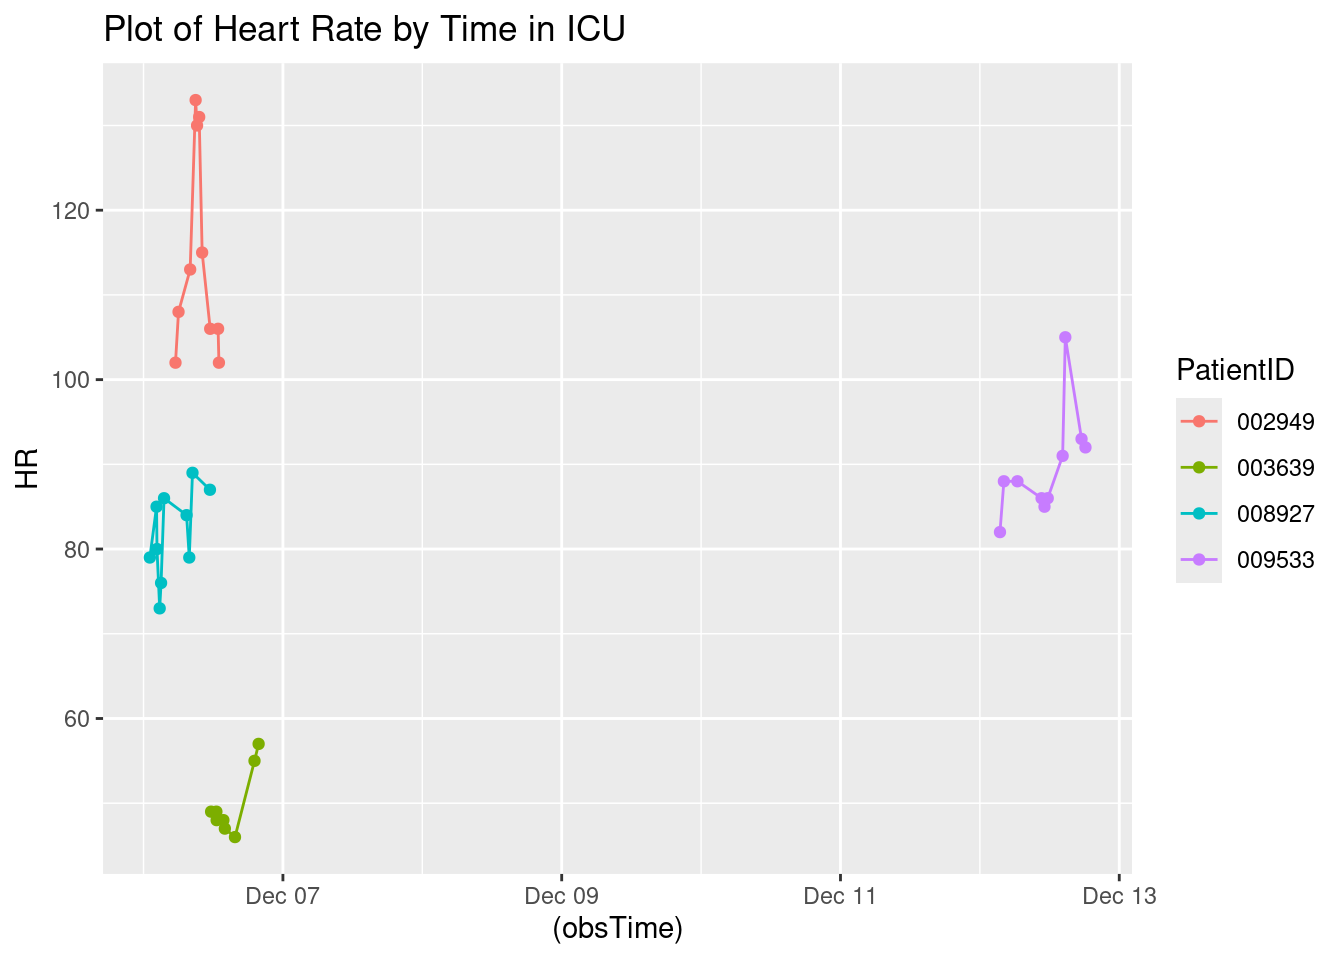 Plot of Heart Rate by Time in ICU
120
100
80
60
HR
Dec 07
Dec 09
Dec 11
Dec 13
(obsTime)
PatientID
002949
003639
008927
009533